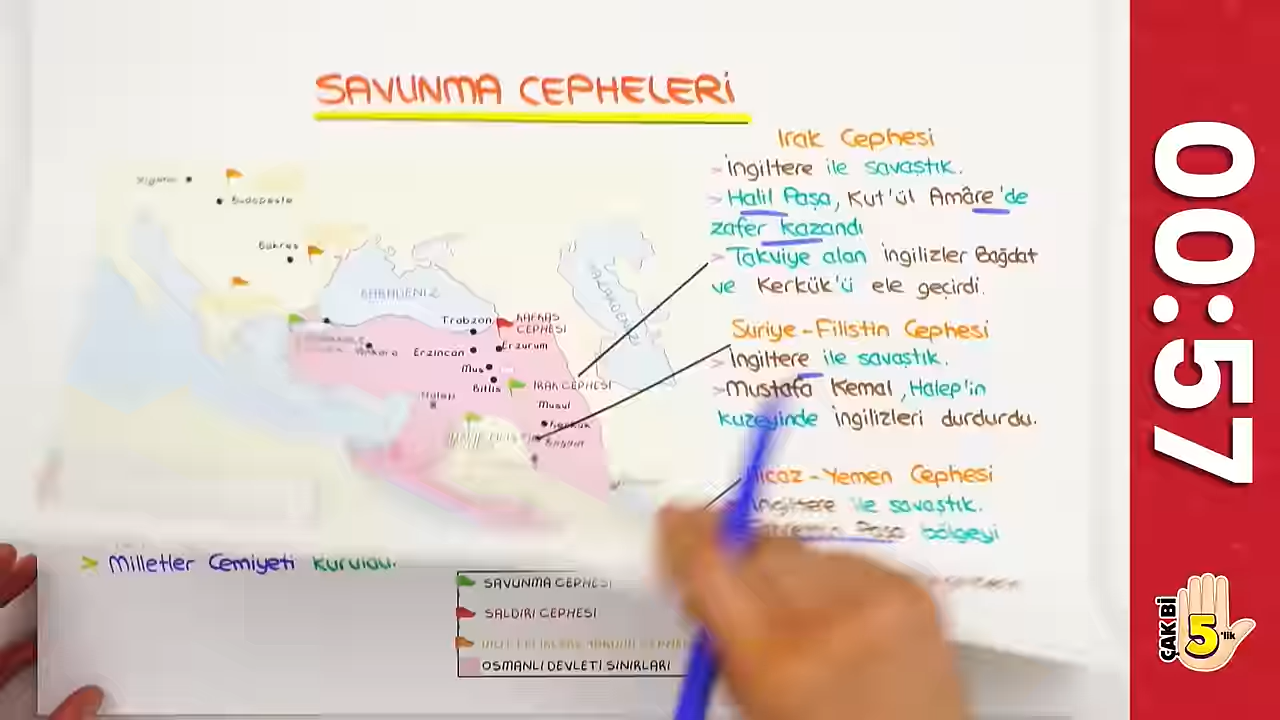 SAVUNMA CEPHELERİ
Irak Cephesi
> İngiltere ile savaştık.
> Halil Paşa, Kut'ül Amâre'de
zafer kazandı
> Takviye alan ingilizler Bağdat
ve Kerkük'ü ele geçirdi.
Suriye-Filistin Cephesi
> İngiltere ile savaştık.
> Mustafa Kemal, Halep'in
kuzeyinde ingilizleri durdurdu.
Hicaz-Yemen Cephesi
İngiltere ile savaştık.
Paşa bölgeyi
Budapeşte
Bükreş
KARADENİZ
HAZAR DENİZİ
Trabzon
KAFKAS
CEPHESİ
Erzurum
Ankara
Erzincan
Muş
Bitlis
IRAK CEPHESİ
Halep
Musul
Kerkük
Bağdat
> Milletler Cemiyeti kuruldu.
SAVUNMA CEPHESİ
SALDIRI CEPHESİ
OSMANLI DEVLETİ SINIRLARI
00:57
ÇAK Bİ
5'lik